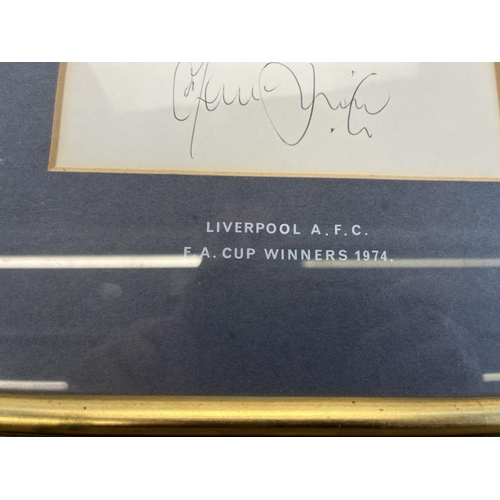 LIVERPOOL A.F.C.
F.A. CUP WINNERS 1974.